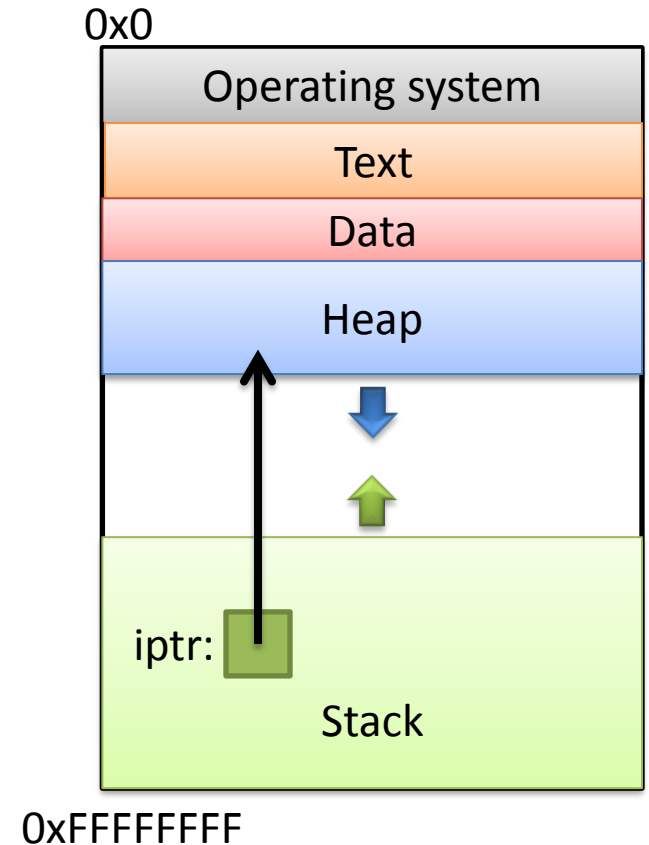 0x0
Operating system
Text
Data
Heap
iptr:
Stack
0xFFFFFFFF